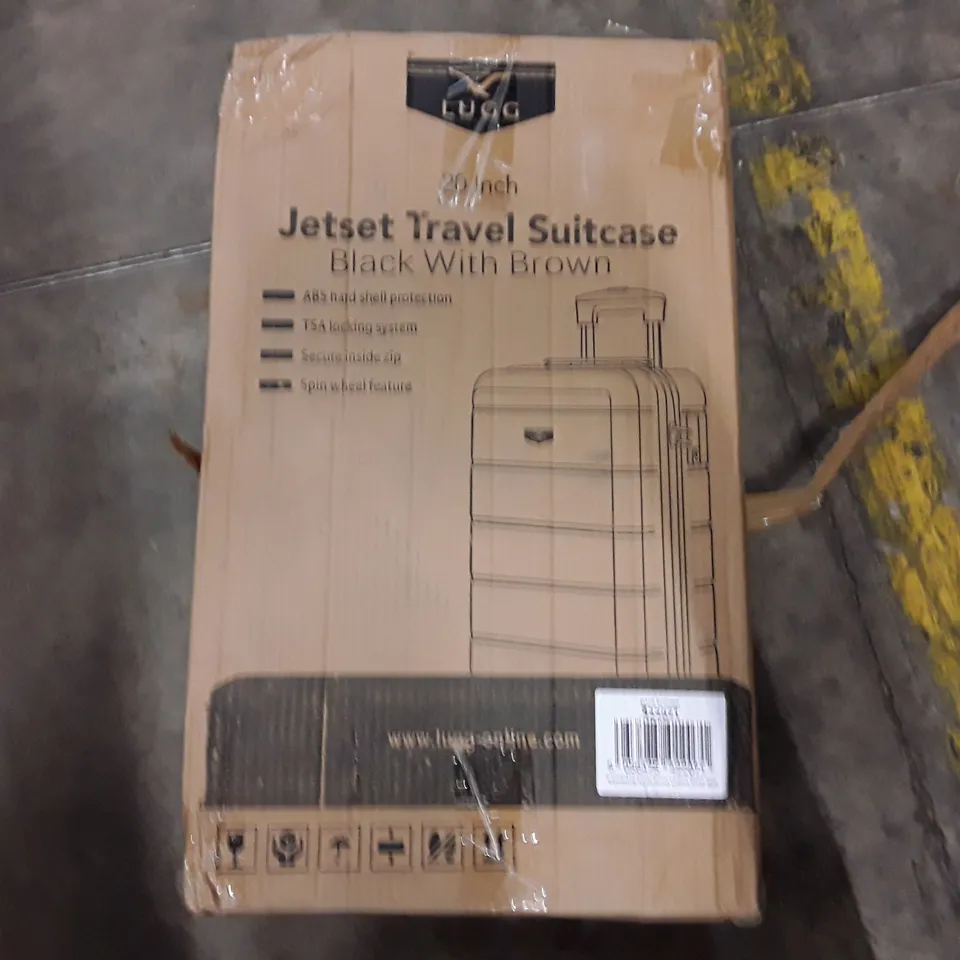 LUGG
20 Inch
Jetset Travel Suitcase
Black With Brown
ABS hard shell protection
TSA locking system
Secure inside zip
Spin wheel feature
www.lugg-online.com